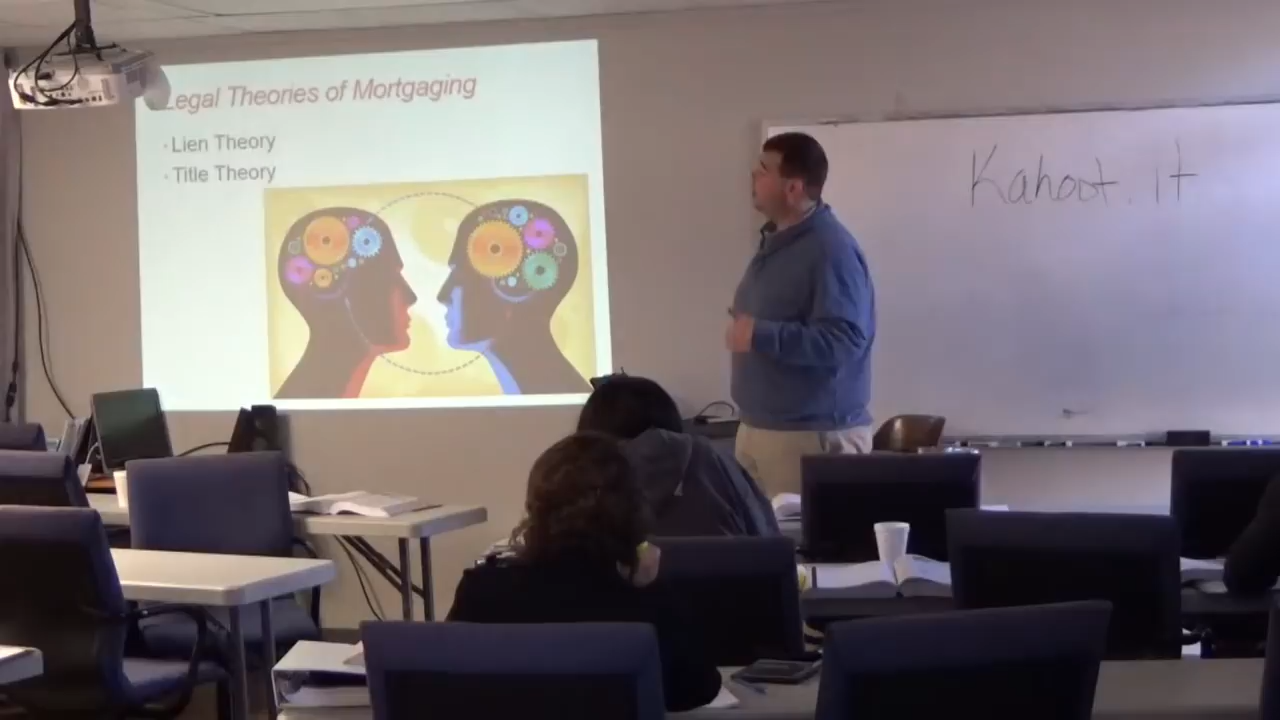 Legal Theories of Mortgaging
Lien Theory
Title Theory
Kahoot.it